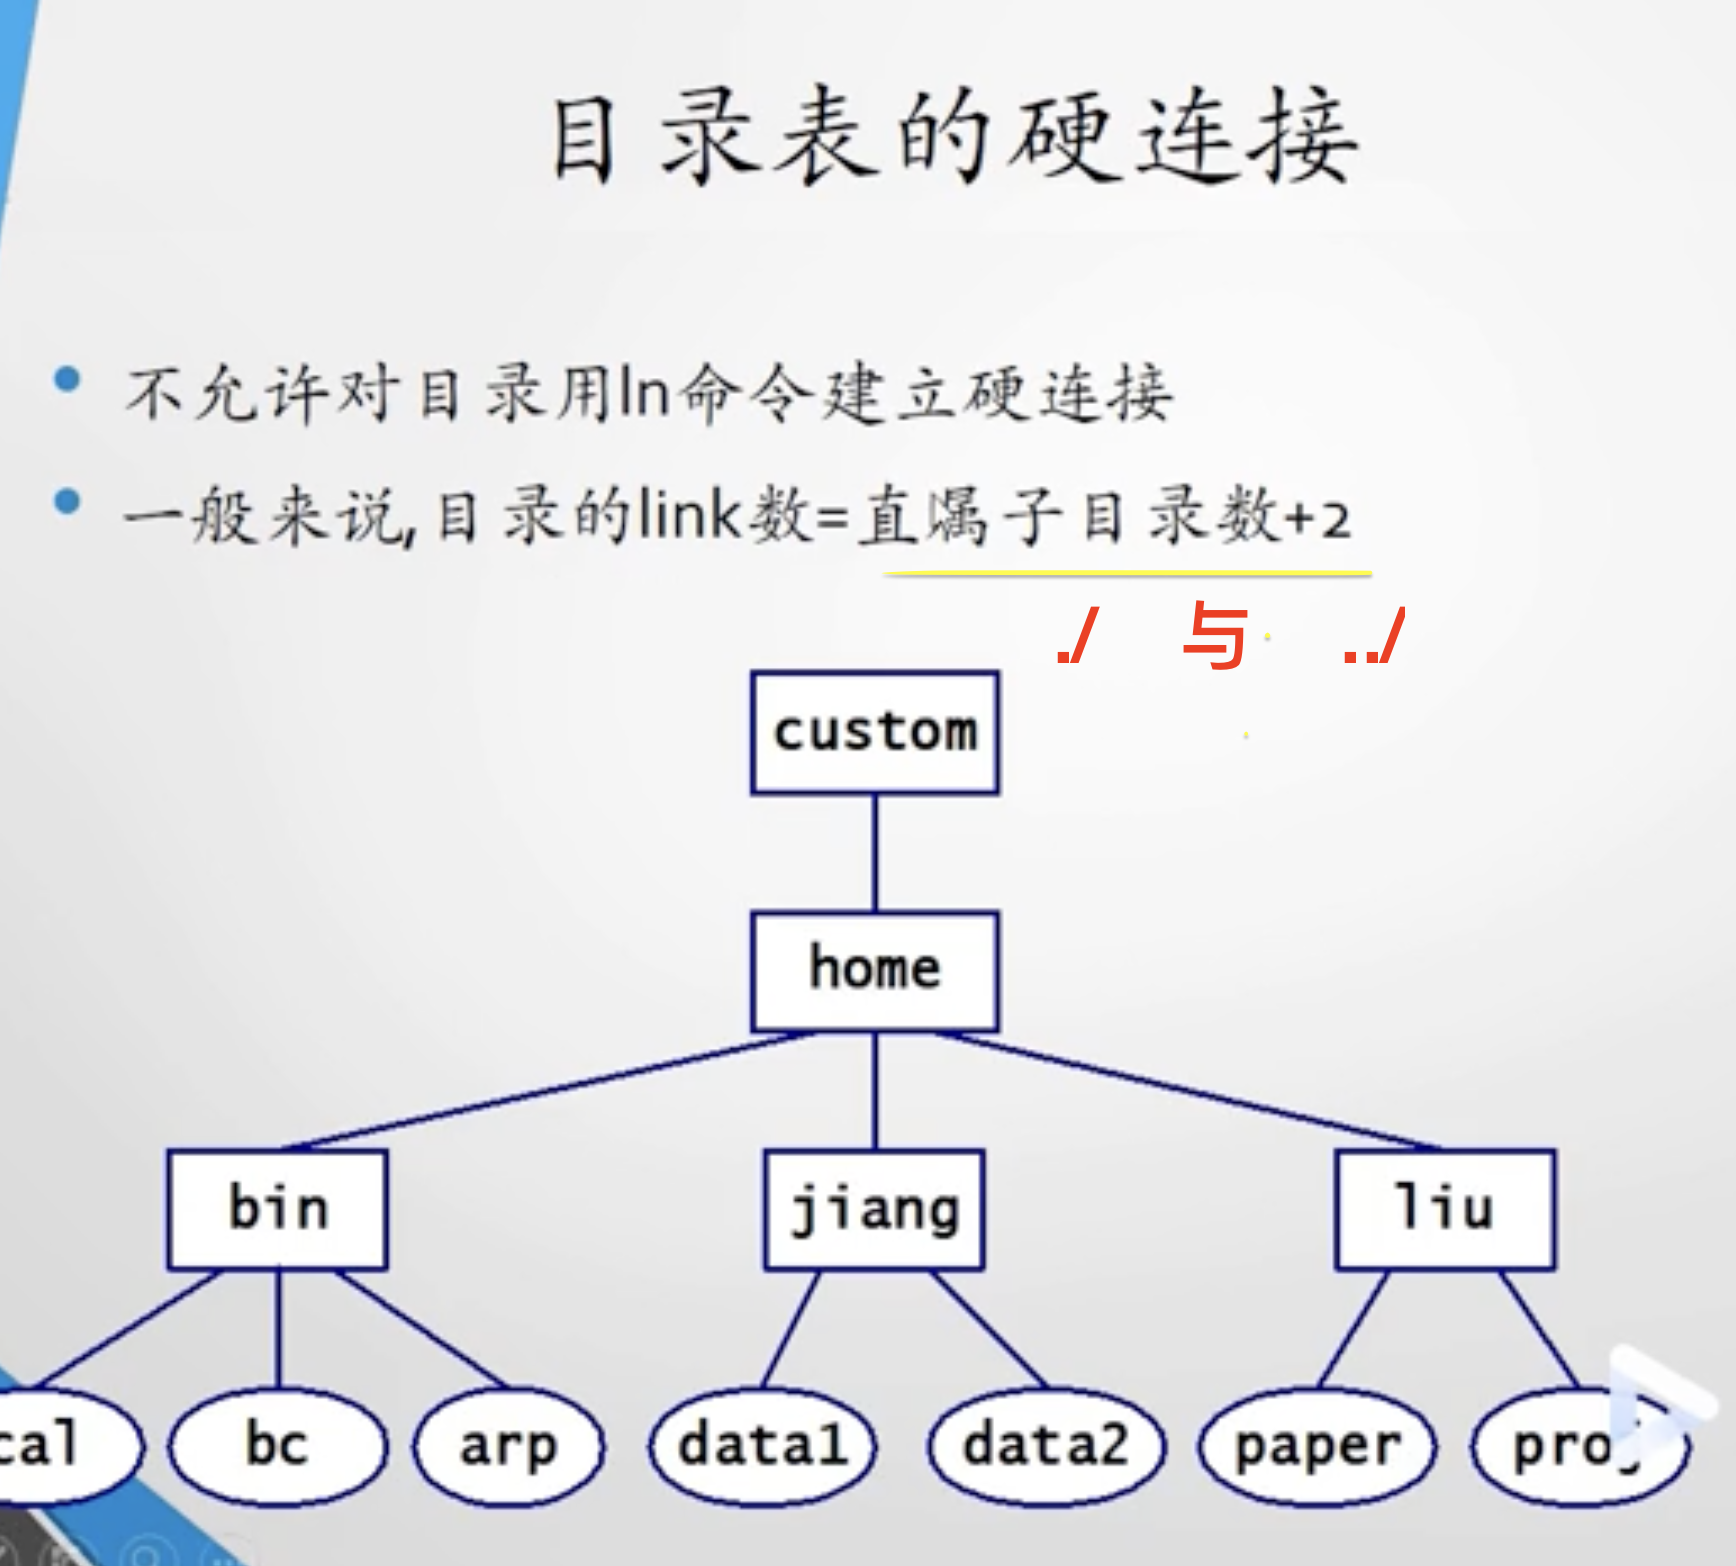 目录表的硬连接
不允许对目录用ln命令建立硬连接
一般来说,目录的link数=直属子目录数+2
./ 与 ../
custom
home
bin jiang liu
cal bc arp data1 data2 paper proj